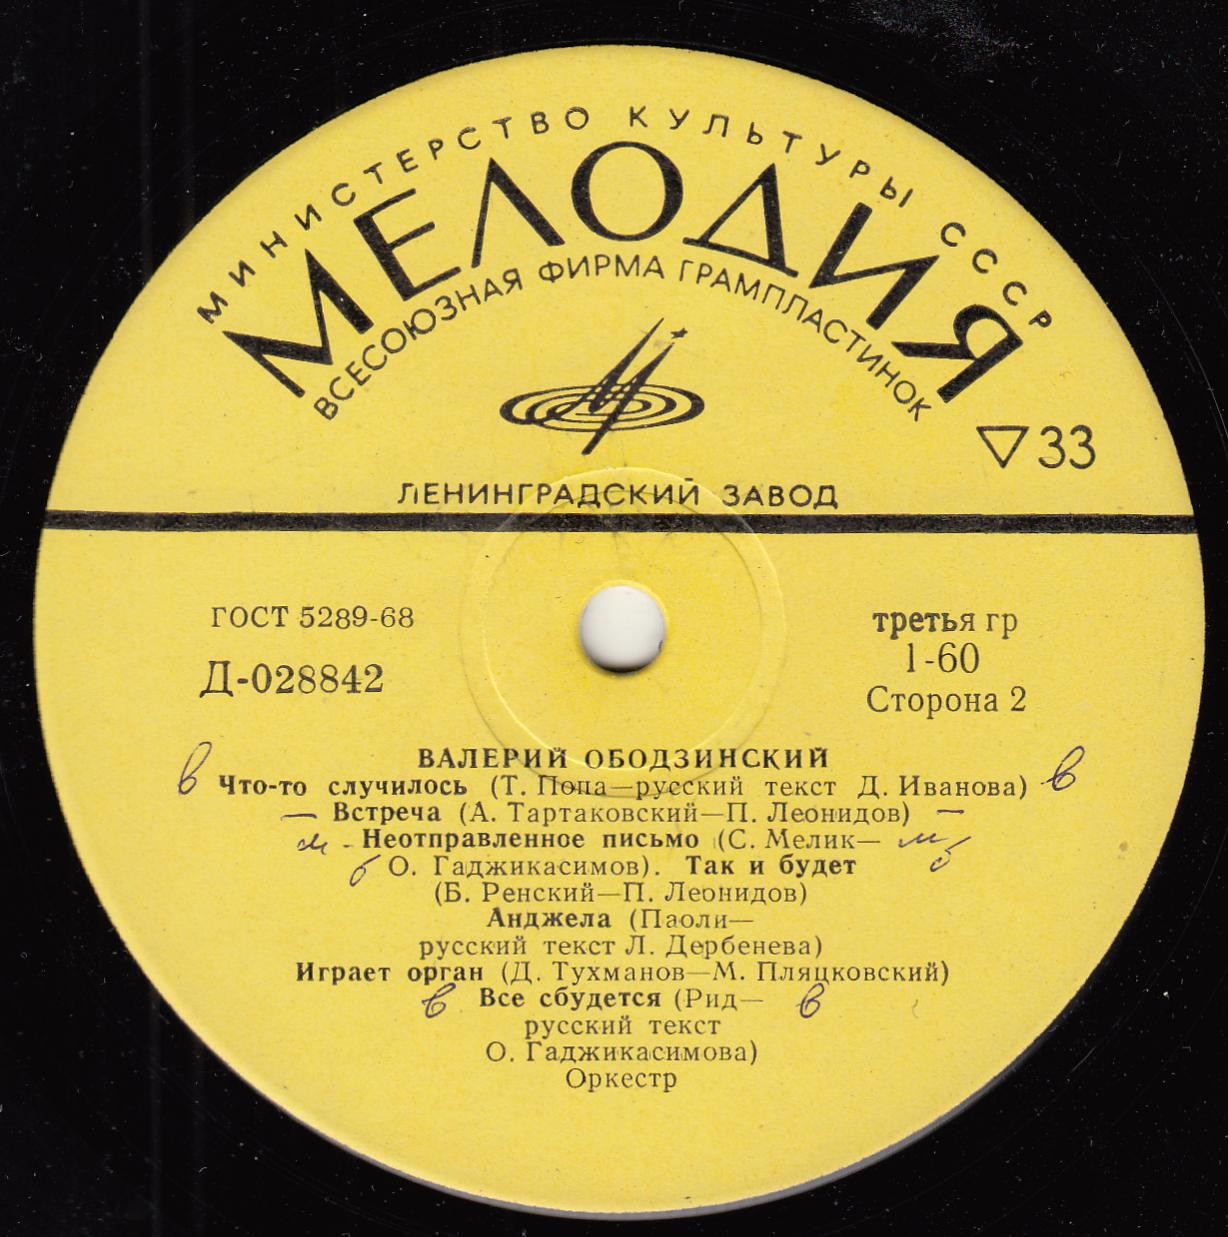 МИНИСТЕРСТВО КУЛЬТУРЫ СССР
МЕЛОДИЯ
ВСЕСОЮЗНАЯ ФИРМА ГРАМПЛАСТИНОК
▽33
ЛЕНИНГРАДСКИЙ ЗАВОД
ГОСТ 5289-68
Д-028842
третья гр
1-60
Сторона 2
ВАЛЕРИЙ ОБОДЗИНСКИЙ
в Что-то случилось (Т. Попа—русский текст Д. Иванова) в
— Встреча (А. Тартаковский—П. Леонидов) —
м - Неотправленное письмо (С. Мелик— м
б О. Гаджикасимов). Так и будет б
(Б. Ренский—П. Леонидов)
Анджела (Паоли—
русский текст Л. Дербенева)
Играет орган (Д. Тухманов—М. Пляцковский)
в Все сбудется (Рид— в
русский текст
О. Гаджикасимова)
Оркестр